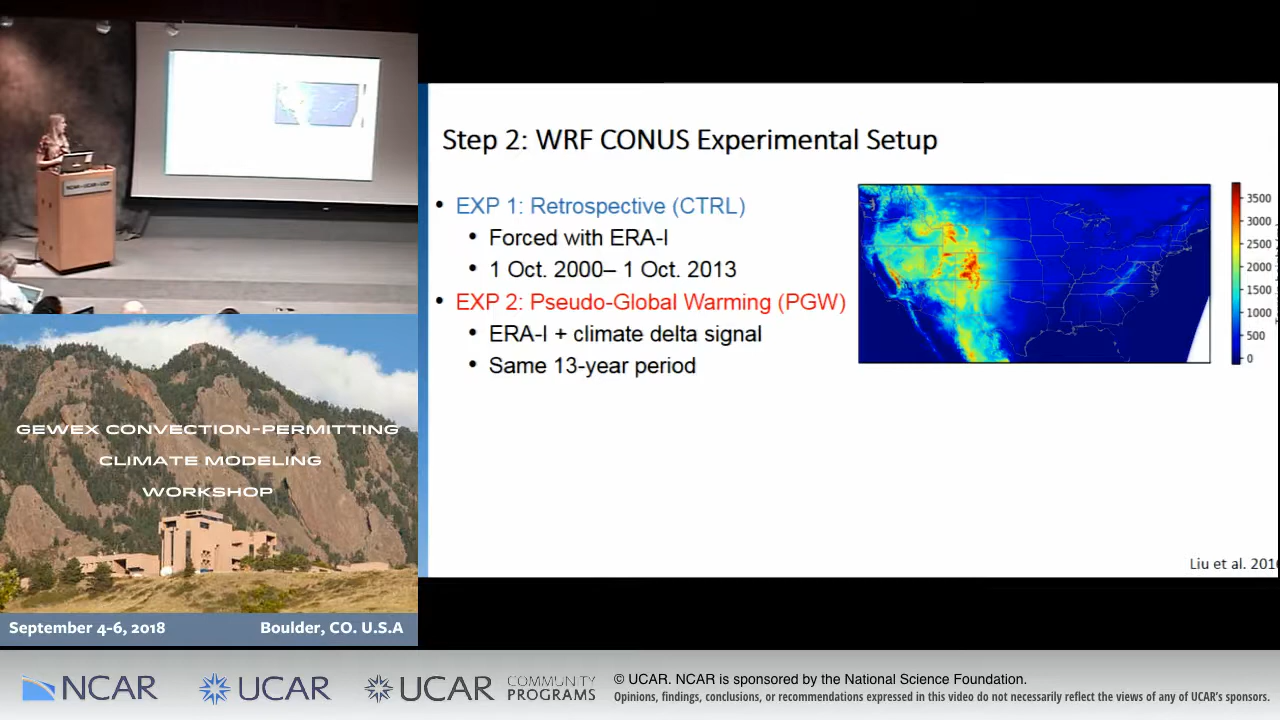 Step 2: WRF CONUS Experimental Setup
• EXP 1: Retrospective (CTRL)
• Forced with ERA-I
• 1 Oct. 2000– 1 Oct. 2013
• EXP 2: Pseudo-Global Warming (PGW)
• ERA-I + climate delta signal
• Same 13-year period
3500
3000
2500
2000
1500
1000
500
0
Liu et al.
NCAR•UCAR•UCP
GEWEX CONVECTION-PERMITTING
CLIMATE MODELING
WORKSHOP
September 4-6, 2018
Boulder, CO. U.S.A
NCAR
UCAR
UCAR
COMMUNITY
PROGRAMS
© UCAR. NCAR is sponsored by the National Science Foundation.
Opinions, findings, conclusions, or recommendations expressed in this video do not necessarily reflect the views of any of UCAR's sponsors.